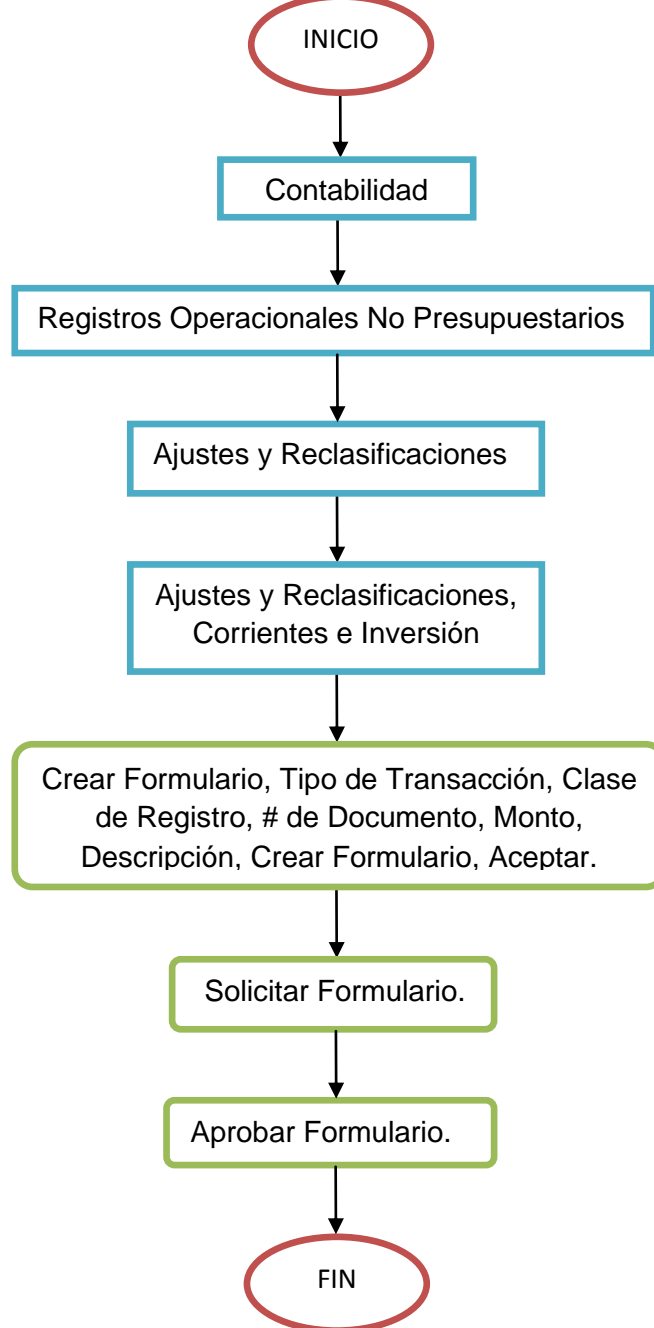 INICIO
Contabilidad
Registros Operacionales No Presupuestarios
Ajustes y Reclasificaciones
Ajustes y Reclasificaciones,
Corrientes e Inversión
Crear Formulario, Tipo de Transacción, Clase
de Registro, # de Documento, Monto,
Descripción, Crear Formulario, Aceptar.
Solicitar Formulario.
Aprobar Formulario.
FIN